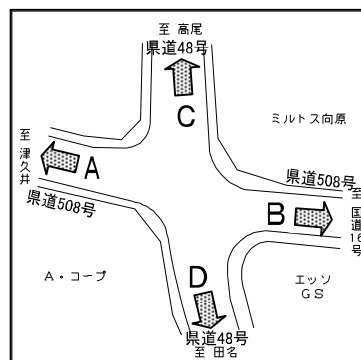 至 高尾
県道48号
C
ミルトス向原
至 津久井
A
県道508号
県道508号
B
至 国道16号
A・コープ
D
エッソ
GS
県道48号
至 田名